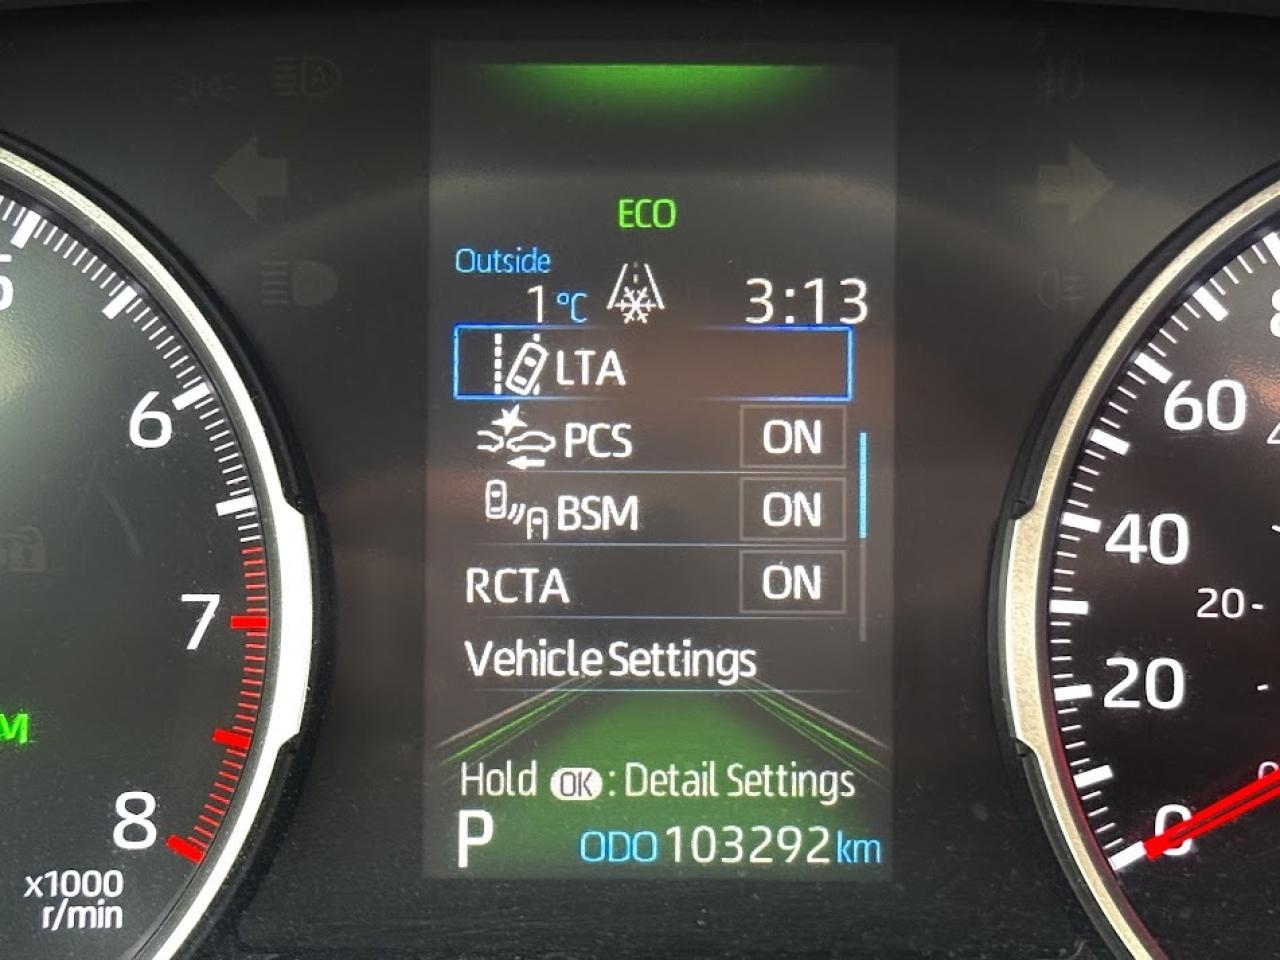 ECO
Outside
1°C 3:13
LTA
PCS ON
BSM ON
RCTA ON
Vehicle Settings
Hold OK : Detail Settings
P ODO 103292 km
6
7
8
x1000
r/min
60
40
20
20-
0